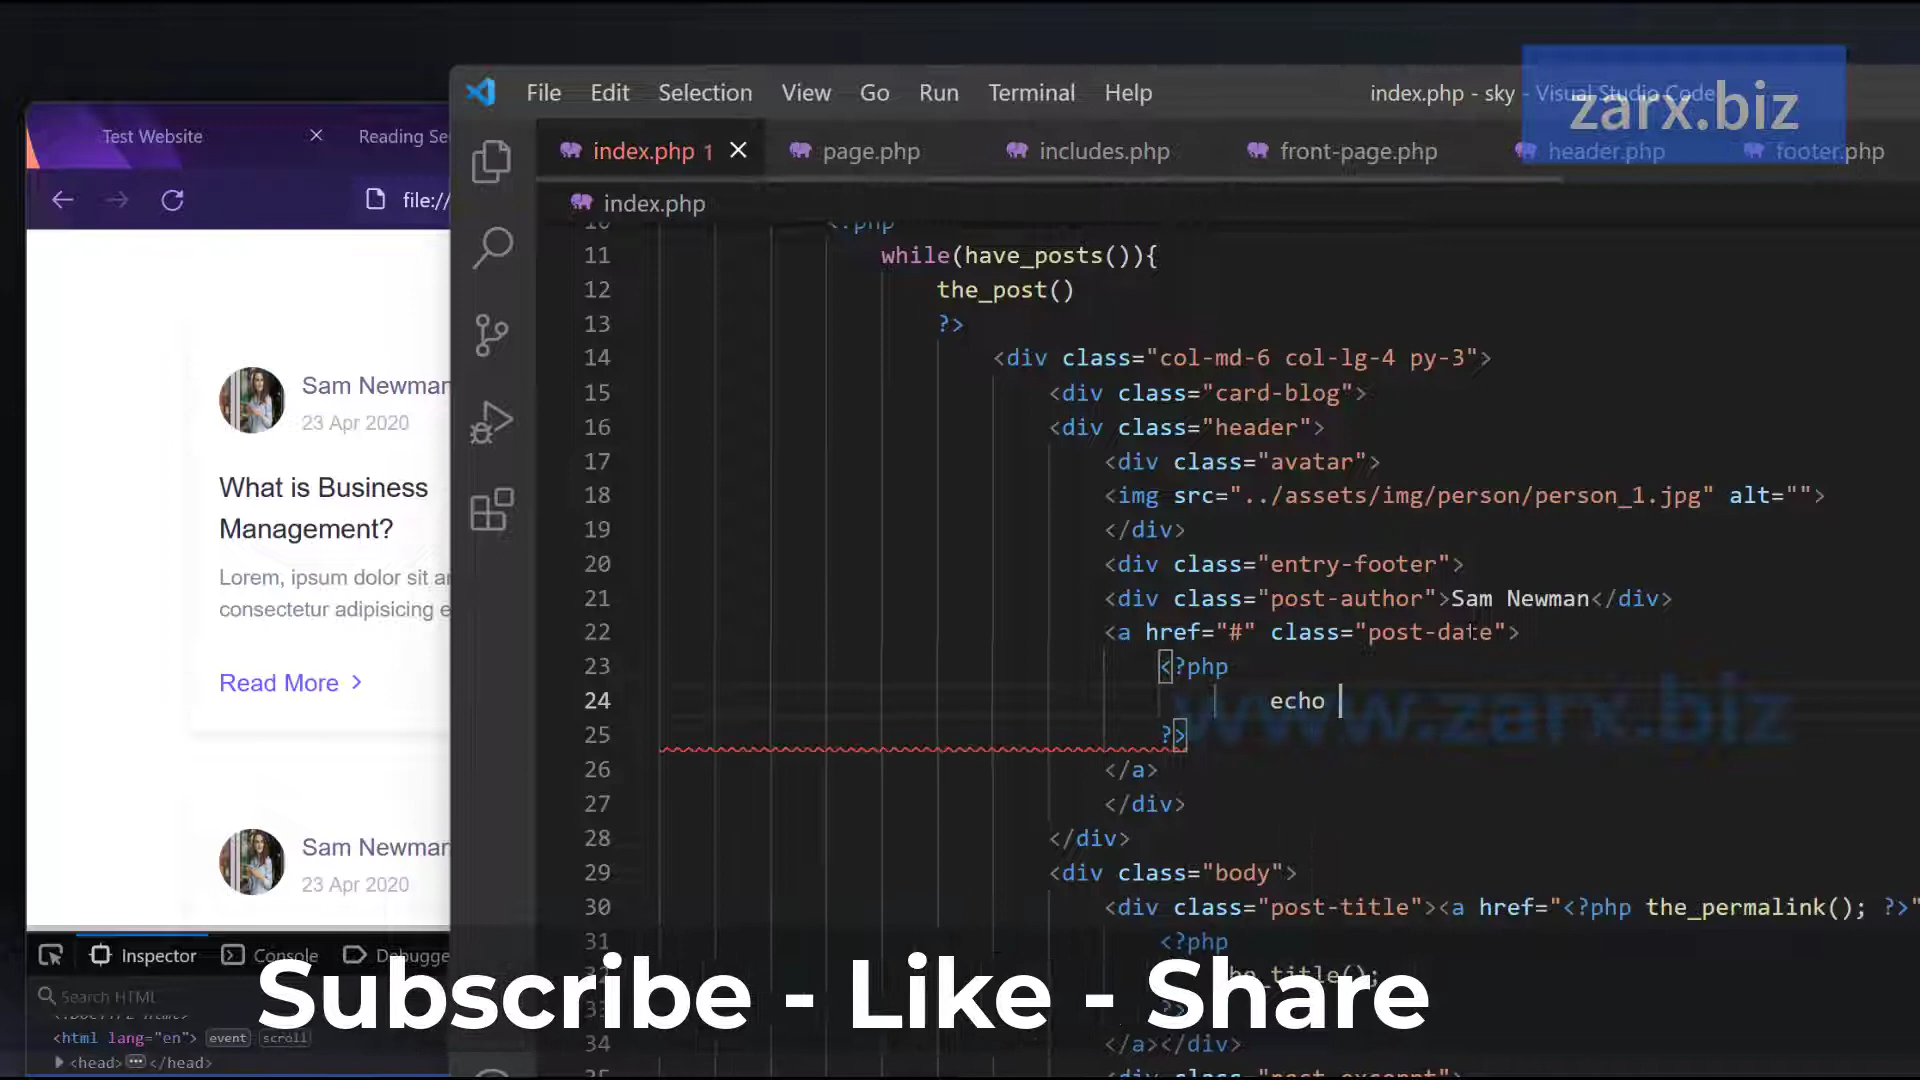 File Edit Selection View Go Run Terminal Help
index.php - sky - Visual Studio Code
zarx.biz
Test Website
Reading
index.php 1
page.php
includes.php
front-page.php
header.php
footer.php
file://
index.php
10 <?php
11 while(have_posts()){
12 the_post()
13 ?>
14 <div class="col-md-6 col-lg-4 py-3">
15 <div class="card-blog">
16 <div class="header">
17 <div class="avatar">
18 <img src="../assets/img/person/person_1.jpg" alt="">
19 </div>
20 <div class="entry-footer">
21 <div class="post-author">Sam Newman</div>
22 <a href="#" class="post-date">
23 <?php
24 echo
25 ?>
26 </a>
27 </div>
28 </div>
29 <div class="body">
30 <div class="post-title"><a href="<?php the_permalink(); ?>"
31 <?php
?>
34 </a></div>
35
www.zarx.biz
Sam Newman
23 Apr 2020
What is Business
Management?
Lorem, ipsum dolor sit
consectetur adipisicing
Read More
Sam Newman
23 Apr 2020
Inspector
Console
Search HTML
<html lang="en"> event scroll
<head> </head>
Subscribe - Like - Share